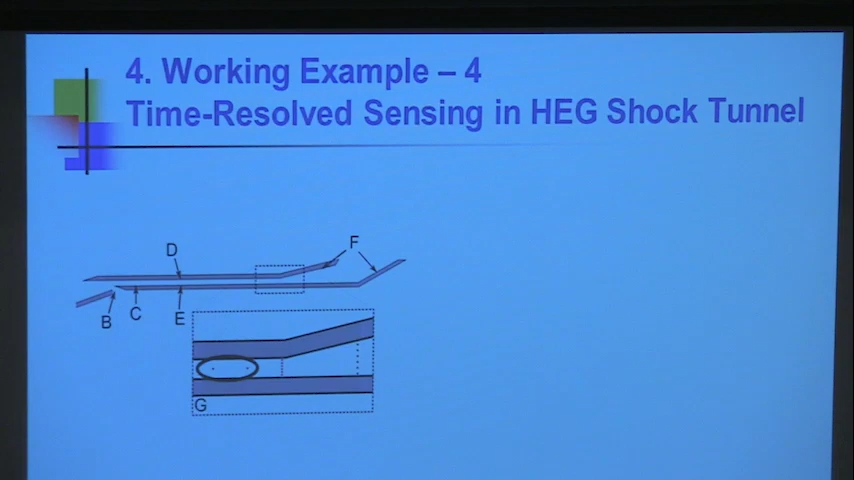 4. Working Example – 4
Time-Resolved Sensing in HEG Shock Tunnel
D
F
B
C
E
G